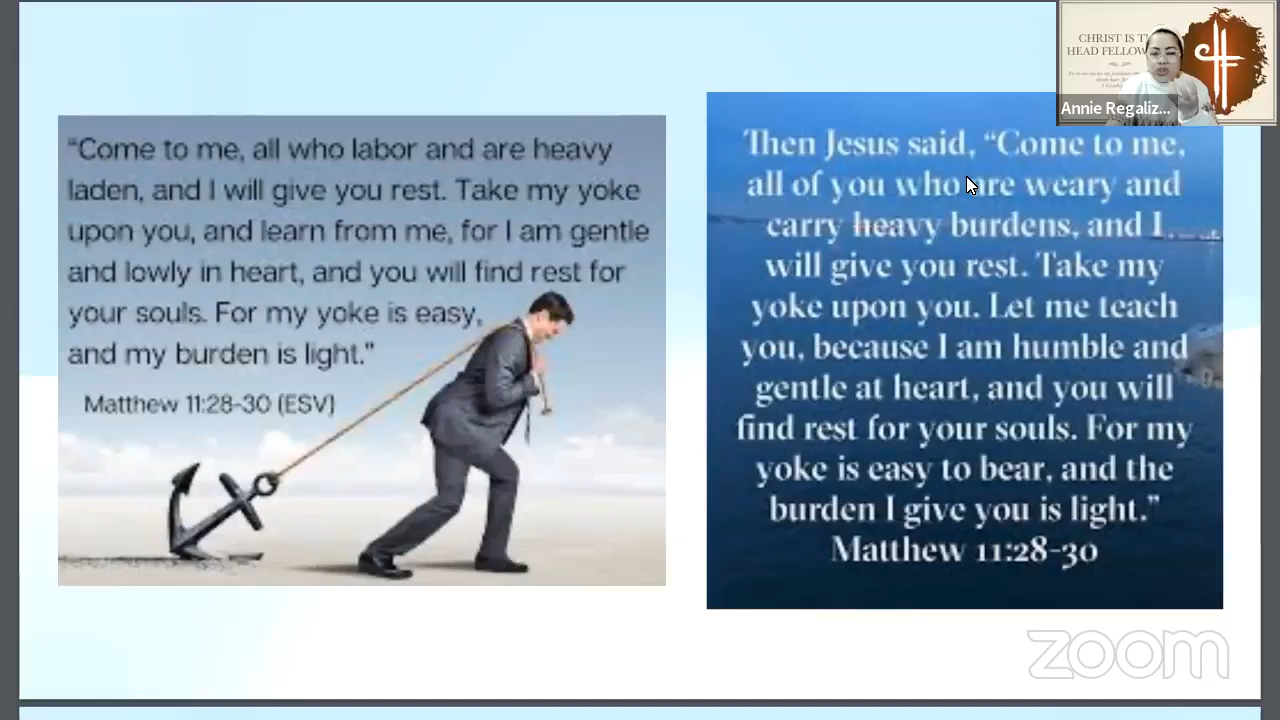 “Come to me, all who labor and are heavy
laden, and I will give you rest. Take my yoke
upon you, and learn from me, for I am gentle
and lowly in heart, and you will find rest for
your souls. For my yoke is easy,
and my burden is light.”
Matthew 11:28-30 (ESV)
Then Jesus said, “Come to me,
all of you who are weary and
carry heavy burdens, and I
will give you rest. Take my
yoke upon you. Let me teach
you, because I am humble and
gentle at heart, and you will
find rest for your souls. For my
yoke is easy to bear, and the
burden I give you is light.”
Matthew 11:28-30
CHRIST IS T
HEAD FELLOW
Annie Regaliz...
zoom